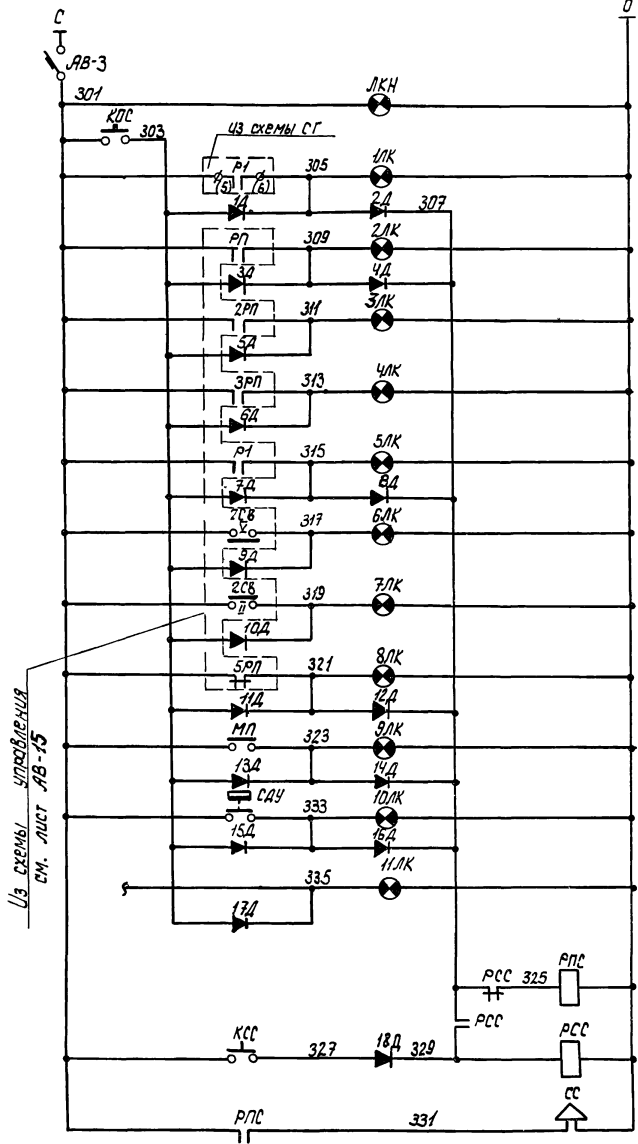 С
0
АВ-3
301
ЛКН
КПС
303
Из схемы СГ
Р1
(5)
(6)
305
1ЛК
1Д
2Д
307
РП
309
2ЛК
3Д
4Д
2РП
311
3ЛК
5Д
3РП
313
4ЛК
6Д
Р1
315
5ЛК
7Д
8Д
2СВ
V
317
6ЛК
9Д
2СВ
II
319
7ЛК
10Д
5РП
321
8ЛК
11Д
12Д
МП
323
9ЛК
13Д
14Д
СДУ
333
10ЛК
15Д
16Д
335
11ЛК
17Д
Из схемы управления
см. лист АВ-15
РСС
325
РПС
РСС
КСС
327
18Д
329
РСС
СС
РПС
331